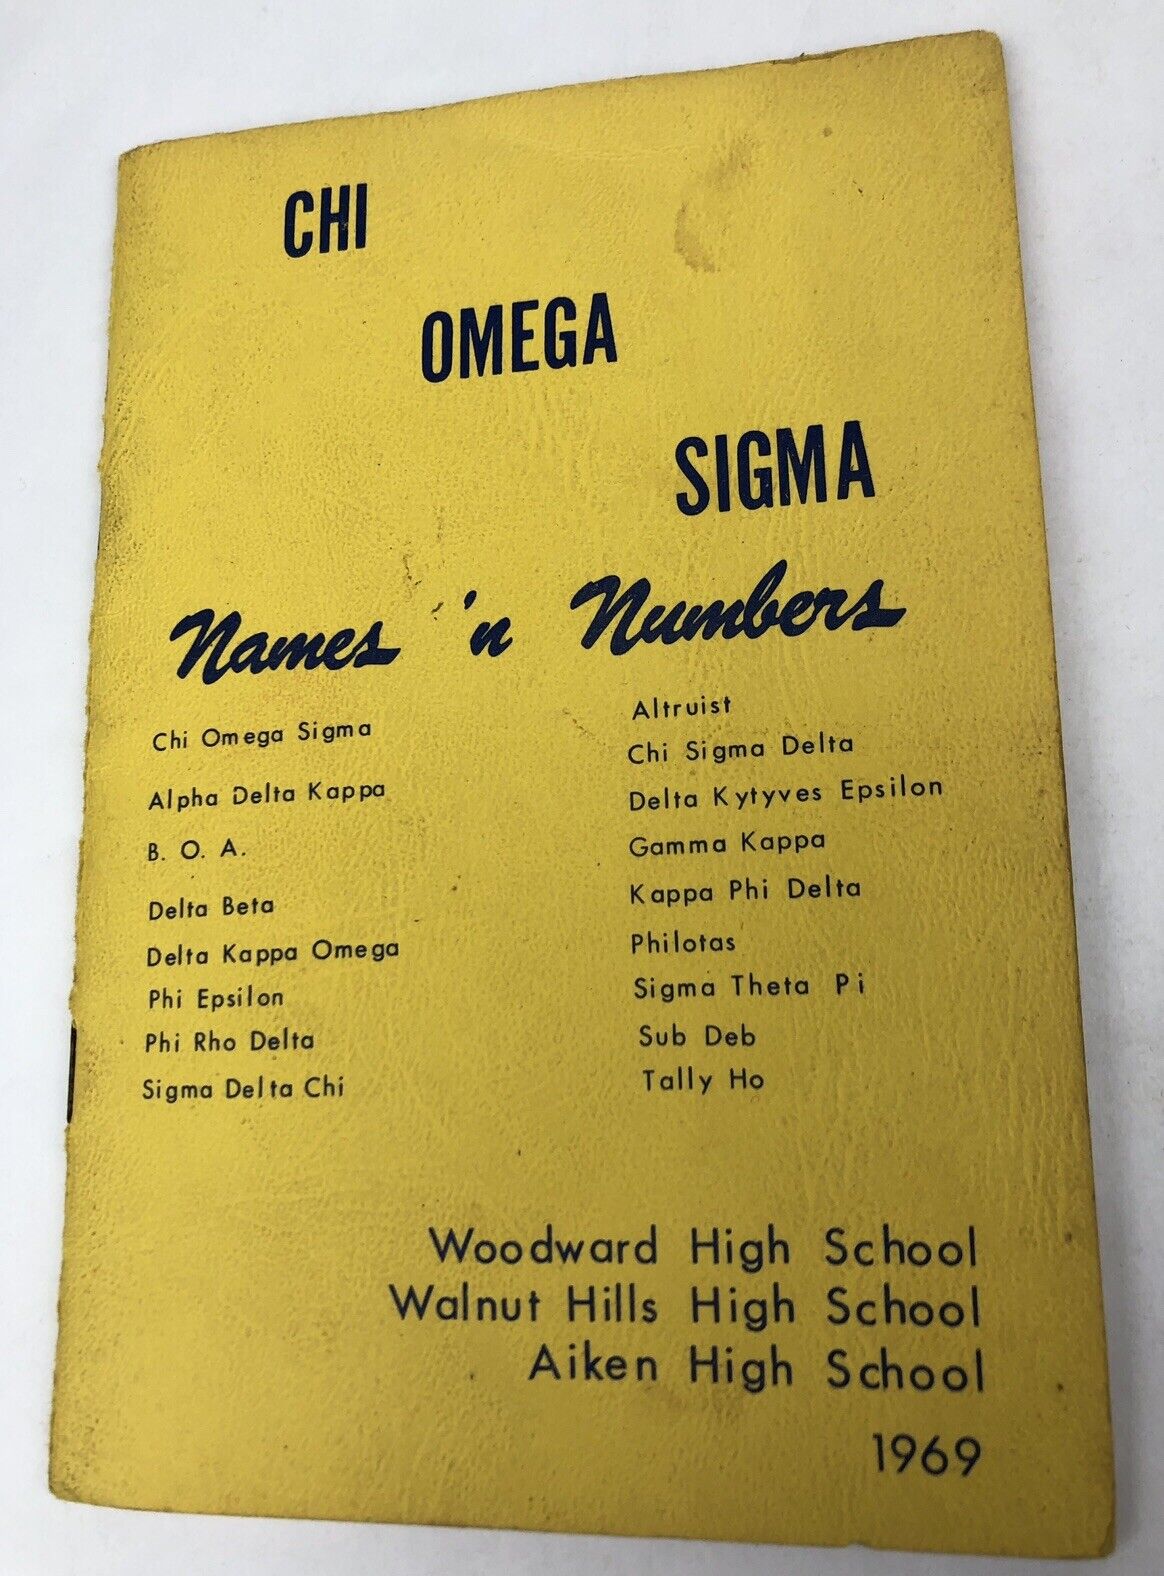 CHI
OMEGA
SIGMA
Names 'n Numbers
Chi Omega Sigma
Alpha Delta Kappa
B. O. A.
Delta Beta
Delta Kappa Omega
Phi Epsilon
Phi Rho Delta
Sigma Delta Chi
Altruist
Chi Sigma Delta
Delta Kytyves Epsilon
Gamma Kappa
Kappa Phi Delta
Philotas
Sigma Theta Pi
Sub Deb
Tally Ho
Woodward High School
Walnut Hills High School
Aiken High School
1969